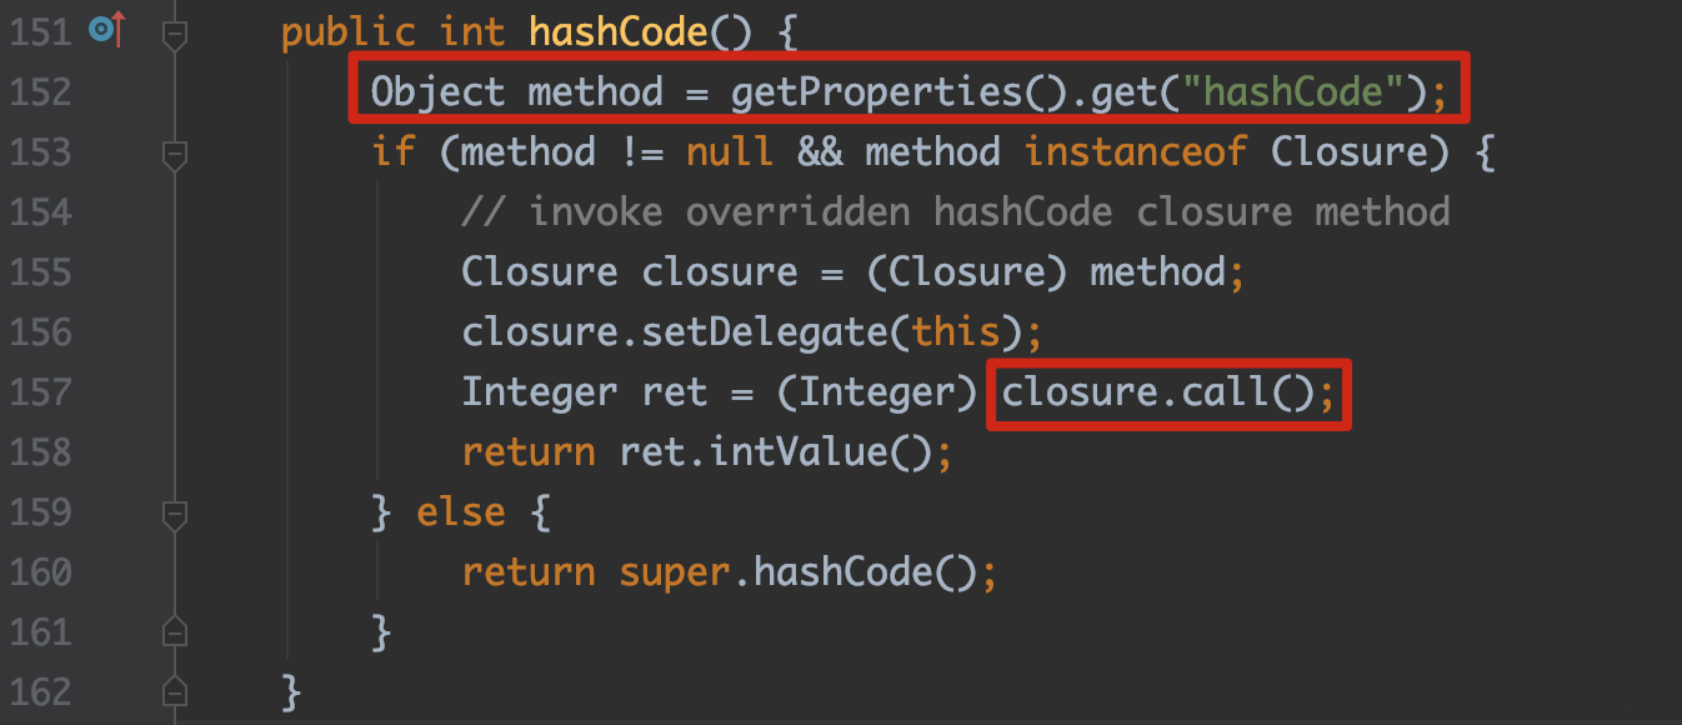 151 public int hashCode() {
152 Object method = getProperties().get("hashCode");
153 if (method != null && method instanceof Closure) {
154 // invoke overridden hashCode closure method
155 Closure closure = (Closure) method;
156 closure.setDelegate(this);
157 Integer ret = (Integer) closure.call();
158 return ret.intValue();
159 } else {
160 return super.hashCode();
161 }
162 }